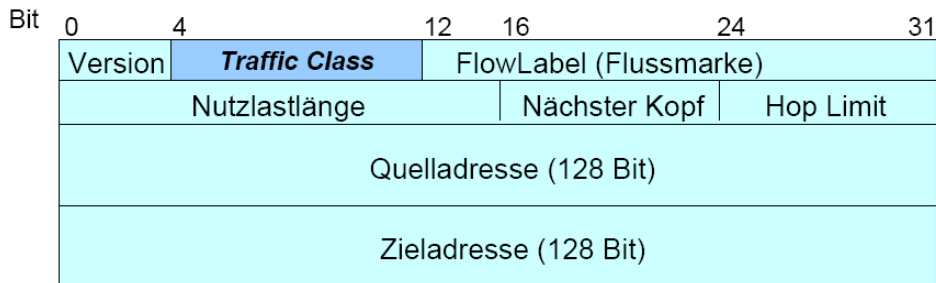 Bit 0 4 12 16 24 31
Version Traffic Class FlowLabel (Flussmarke)
Nutzlastlänge Nächster Kopf Hop Limit
Quelladresse (128 Bit)
Zieladresse (128 Bit)